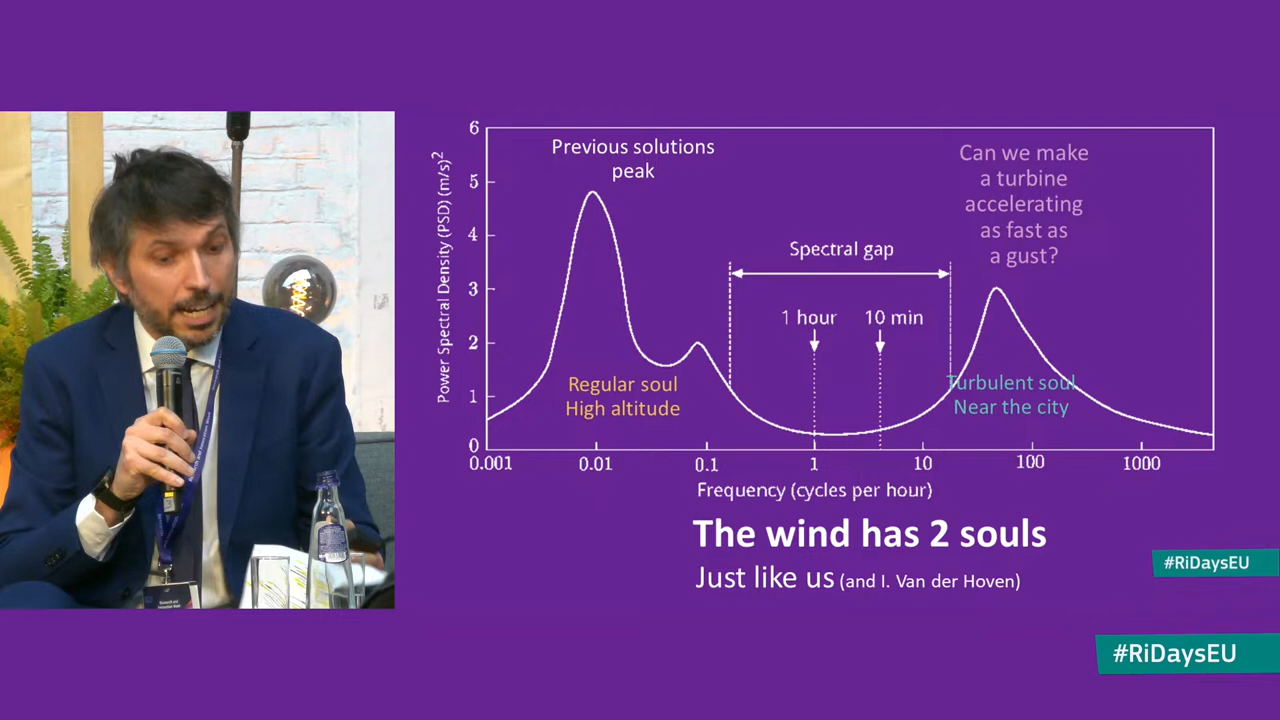 Previous solutions
peak
Can we make
a turbine
accelerating
as fast as
a gust?
Spectral gap
1 hour
10 min
Regular soul
High altitude
Turbulent soul
Near the city
Power Spectral Density (PSD) (m/s)²
6
5
4
3
2
1
0
0.001
0.01
0.1
1
10
100
1000
Frequency (cycles per hour)
The wind has 2 souls
Just like us (and I. Van der Hoven)
#RiDaysEU
#RiDaysEU